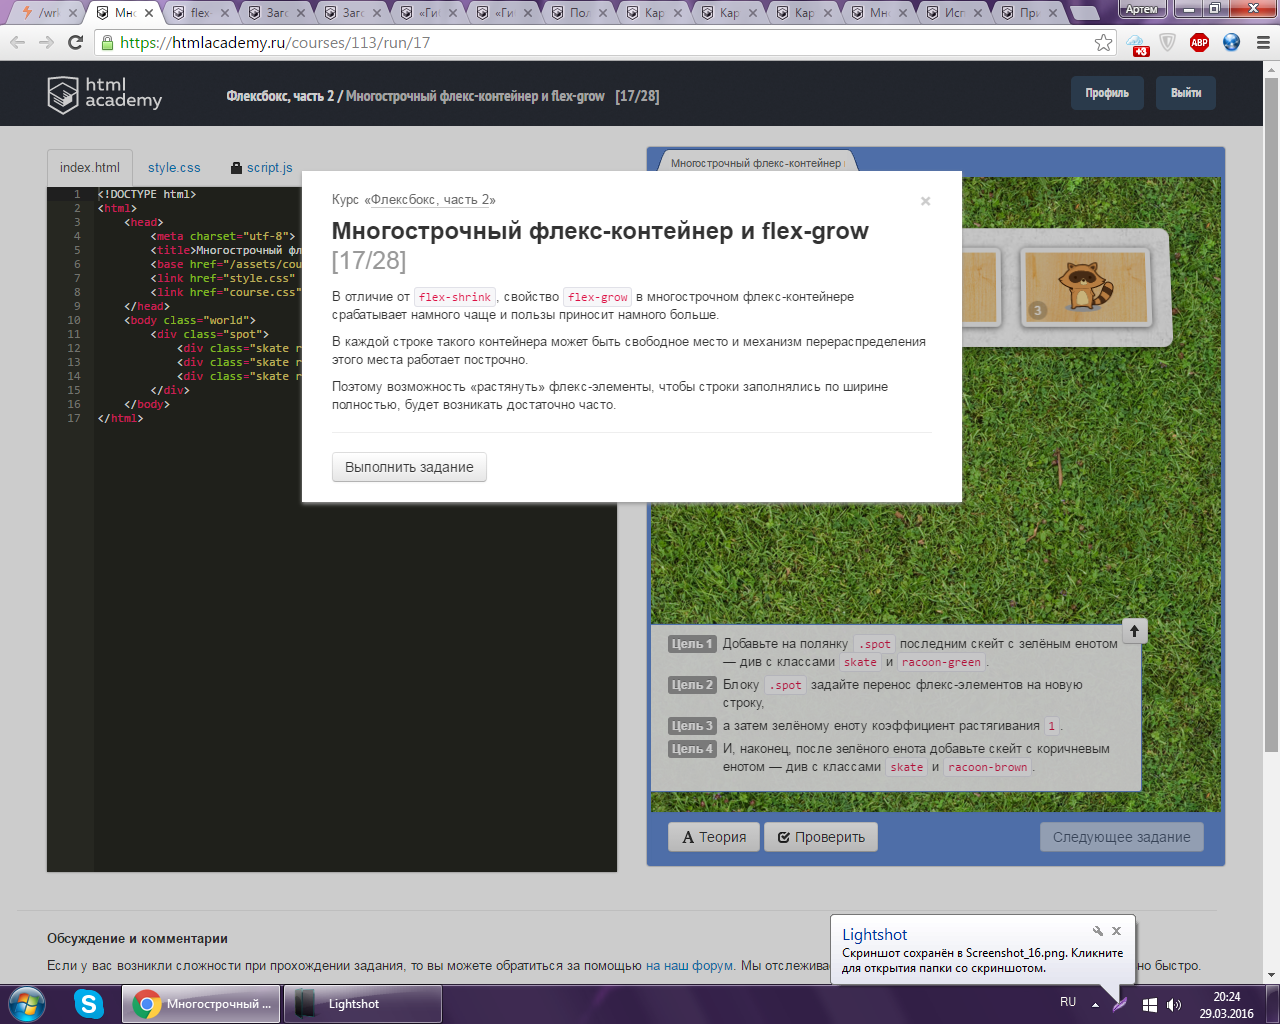 /wrk
Мно
flex-
Заго
Заго
«Гиб
«Гиб
Пол
Кар
Кар
Кар
Мно
Исп
При
Артем
https://htmlacademy.ru/courses/113/run/17
+3
ABP
html
academy
Флексбокс, часть 2 / Многострочный флекс-контейнер и flex-grow [17/28]
Профиль
Выйти
index.html
style.css
script.js
Многострочный флекс-контейнер
1 <!DOCTYPE html>
2 <html>
3 <head>
4 <meta charset="utf-8">
5 <title>Многострочный фл
6 <base href="/assets/cou
7 <link href="style.css"
8 <link href="course.css"
9 </head>
10 <body class="world">
11 <div class="spot">
12 <div class="skate r
13 <div class="skate r
14 <div class="skate r
15 </div>
16 </body>
17 </html>
Курс «Флексбокс, часть 2»
Многострочный флекс-контейнер и flex-grow
[17/28]
В отличие от flex-shrink, свойство flex-grow в многострочном флекс-контейнере
срабатывает намного чаще и пользы приносит намного больше.
В каждой строке такого контейнера может быть свободное место и механизм перераспределения
этого места работает построчно.
Поэтому возможность «растянуть» флекс-элементы, чтобы строки заполнялись по ширине
полностью, будет возникать достаточно часто.
Выполнить задание
3
Цель 1 Добавьте на полянку .spot последним скейт с зелёным енотом
— див с классами skate и racoon-green.
Цель 2 Блоку .spot задайте перенос флекс-элементов на новую
строку,
Цель 3 а затем зелёному еноту коэффициент растягивания 1.
Цель 4 И, наконец, после зелёного енота добавьте скейт с коричневым
енотом — див с классами skate и racoon-brown.
Теория
Проверить
Следующее задание
Обсуждение и комментарии
Если у вас возникли сложности при прохождении задания, то вы можете обратиться за помощью на наш форум. Мы отслежива
но быстро.
Lightshot
Скриншот сохранён в Screenshot_16.png. Кликните
для открытия папки со скриншотом.
Многострочный ...
Lightshot
RU
20:24
29.03.2016